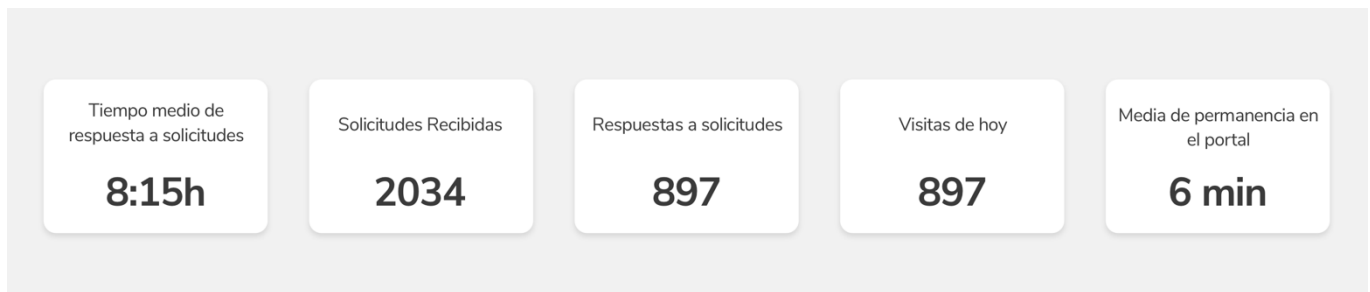 Tiempo medio de
respuesta a solicitudes
8:15h
Solicitudes Recibidas
2034
Respuestas a solicitudes
897
Visitas de hoy
897
Media de permanencia en
el portal
6 min